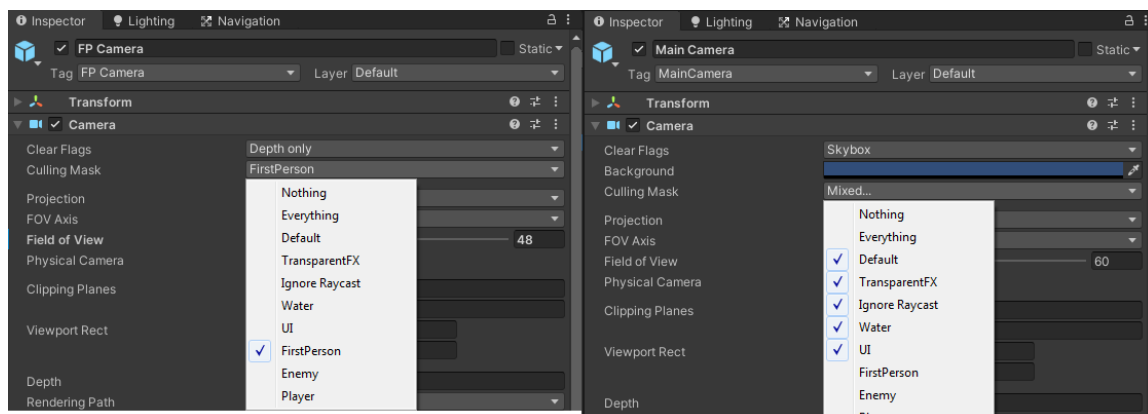 Inspector Lighting Navigation
FP Camera Static
Tag FP Camera Layer Default
Transform
Camera
Clear Flags Depth only
Culling Mask FirstPerson
Nothing
Projection
Everything
FOV Axis
Default
Field of View 48
TransparentFX
Physical Camera
Ignore Raycast
Clipping Planes
Water
UI
Viewport Rect
FirstPerson
Enemy
Depth
Player
Rendering Path
Inspector Lighting Navigation
Main Camera Static
Tag MainCamera Layer Default
Transform
Camera
Clear Flags Skybox
Background
Culling Mask Mixed...
Nothing
Projection
Everything
FOV Axis
Default
Field of View 60
TransparentFX
Physical Camera
Ignore Raycast
Clipping Planes
Water
UI
Viewport Rect
FirstPerson
Enemy
Depth